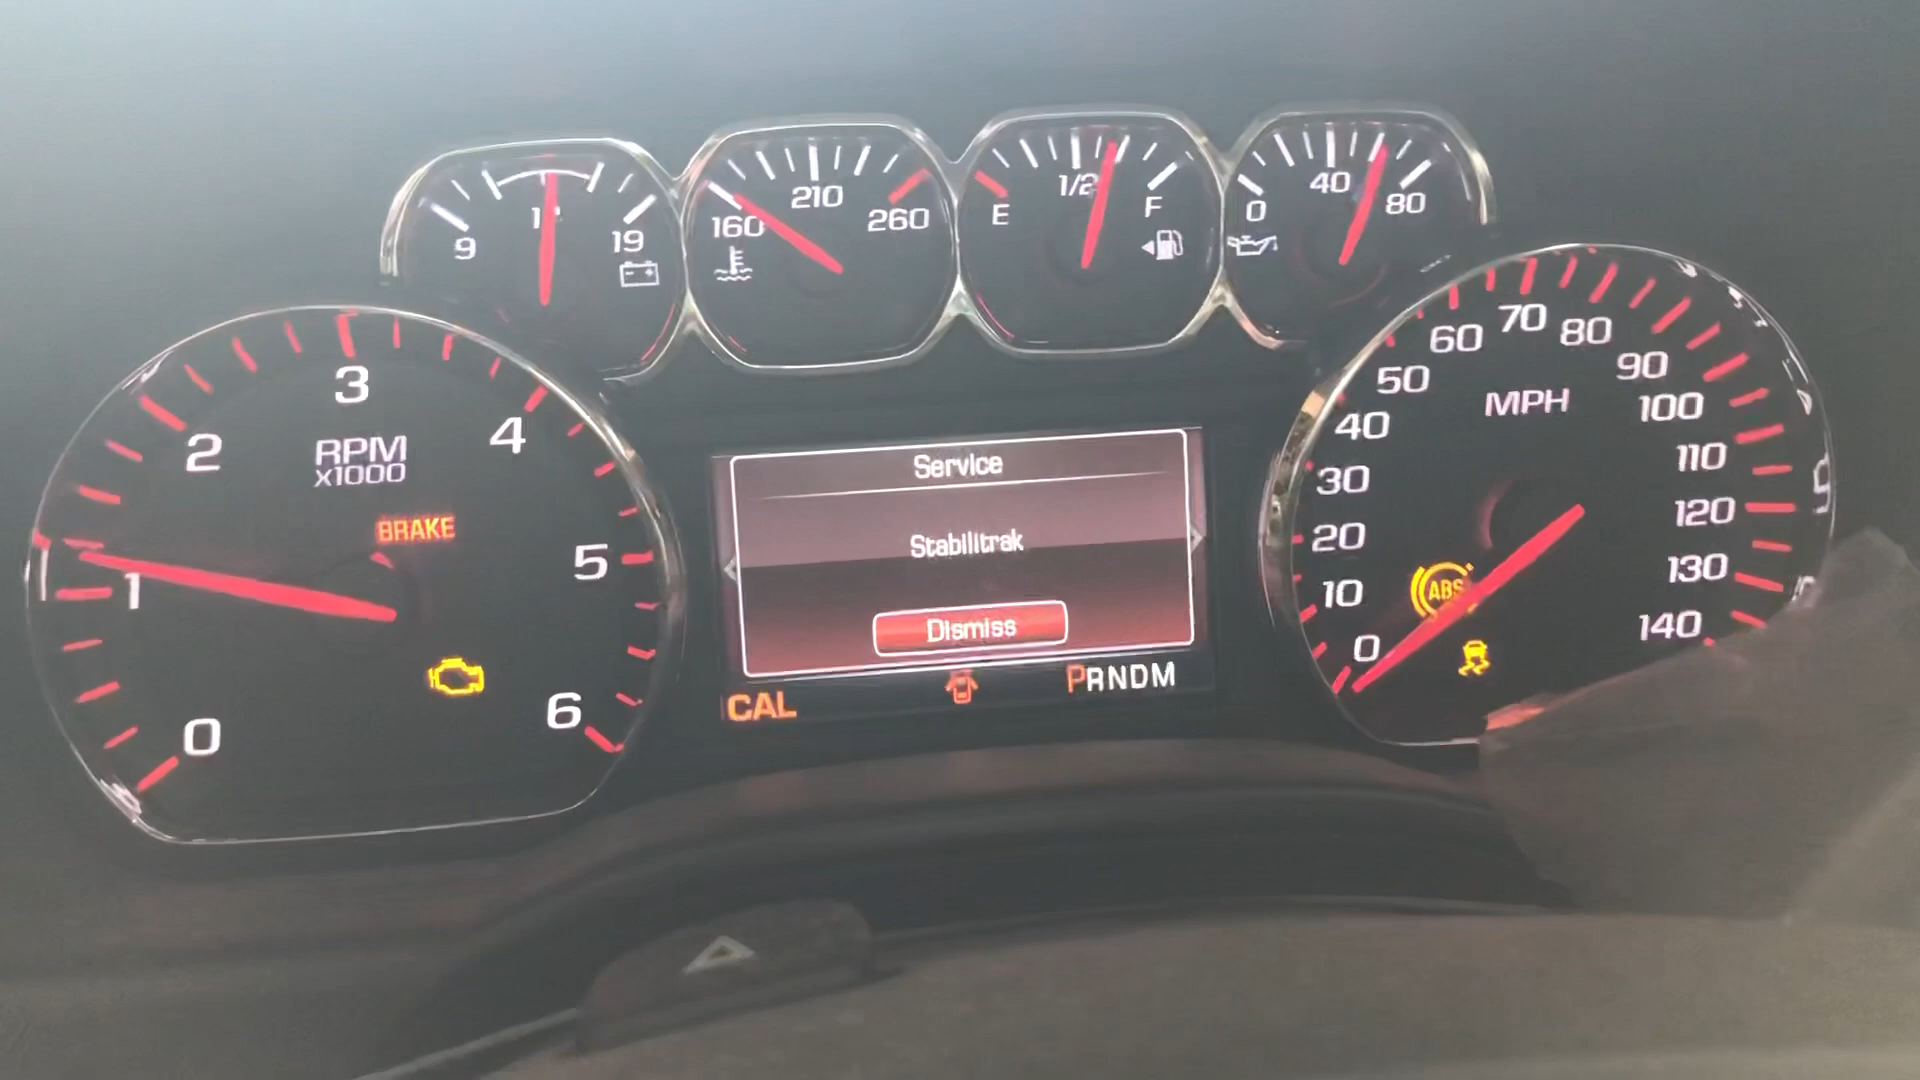 9
19
160
210
260
E
1/2
F
0
40
80
0
1
2
3
4
5
6
RPM
x1000
BRAKE
Service
Stabilitrak
Dismiss
CAL
PRNDM
0
10
20
30
40
50
60
70
80
90
100
110
120
130
140
MPH
ABS